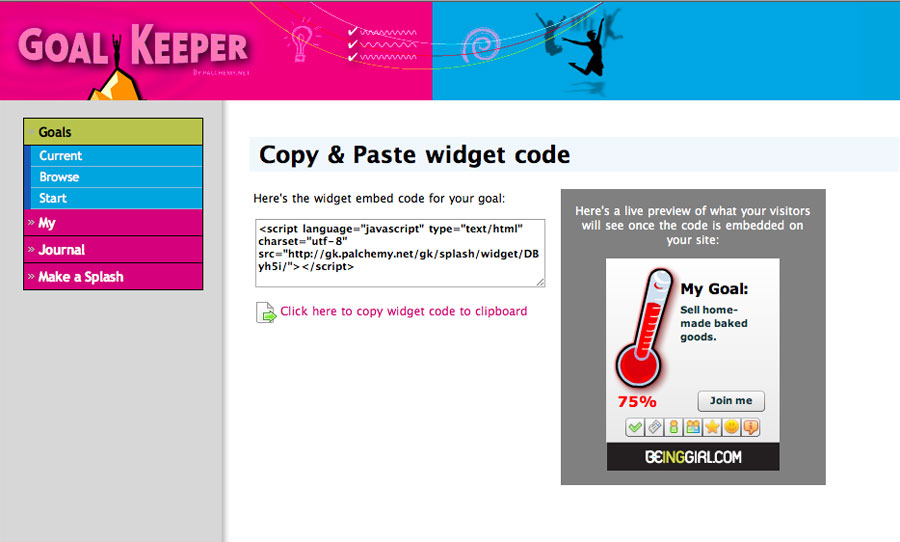 GOAL KEEPER
BY PALCHEMY.NET
» Goals
Current
Browse
Start
» My
» Journal
» Make a Splash
Copy & Paste widget code
Here's the widget embed code for your goal:
<script language="javascript" type="text/html"
charset="utf-8"
src="http://gk.palchemy.net/gk/splash/widget/DB
yh5i/"></script>
Click here to copy widget code to clipboard
Here's a live preview of what your visitors
will see once the code is embedded on
your site:
My Goal:
Sell home-
made baked
goods.
75%
Join me
BEINGGIRL.COM